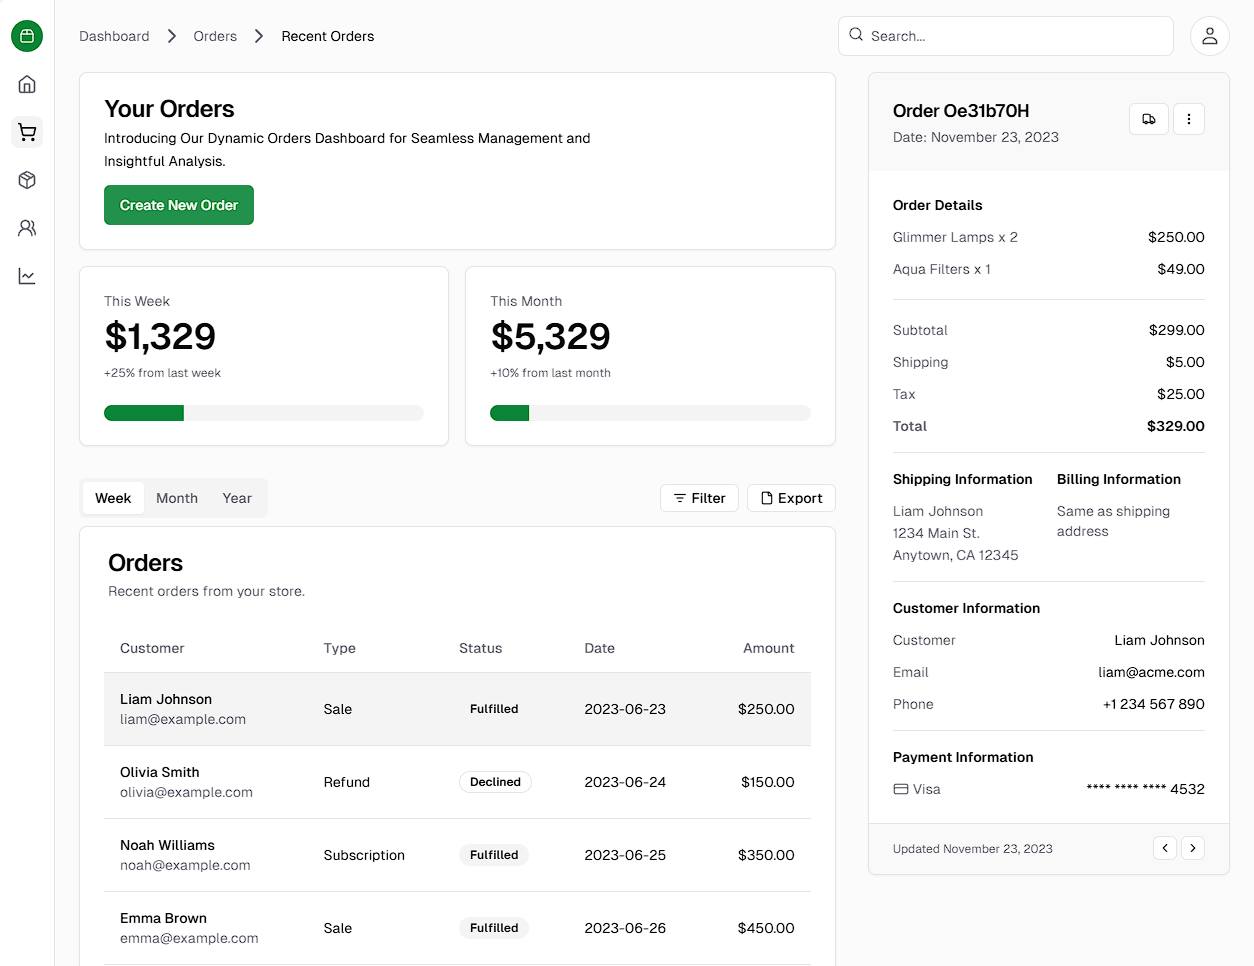 Dashboard
Orders
Recent Orders
Search...
Your Orders
Introducing Our Dynamic Orders Dashboard for Seamless Management and
Insightful Analysis.
Create New Order
This Week
$1,329
+25% from last week
This Month
$5,329
+10% from last month
Week
Month
Year
Filter
Export
Orders
Recent orders from your store.
Customer Type Status Date Amount
Liam Johnson
liam@example.com
Sale Fulfilled 2023-06-23 $250.00
Olivia Smith
olivia@example.com
Refund Declined 2023-06-24 $150.00
Noah Williams
noah@example.com
Subscription Fulfilled 2023-06-25 $350.00
Emma Brown
emma@example.com
Sale Fulfilled 2023-06-26 $450.00
Order Oe31b70H
Date: November 23, 2023
Order Details
Glimmer Lamps x 2 $250.00
Aqua Filters x 1 $49.00
Subtotal $299.00
Shipping $5.00
Tax $25.00
Total $329.00
Shipping Information
Liam Johnson
1234 Main St.
Anytown, CA 12345
Billing Information
Same as shipping
address
Customer Information
Customer Liam Johnson
Email liam@acme.com
Phone +1 234 567 890
Payment Information
Visa **** **** **** 4532
Updated November 23, 2023